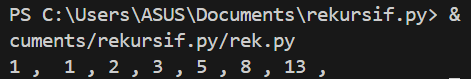 PS C:\Users\ASUS\Documents\rekursif.py> &
cuments/rekursif.py/rek.py
1 ,  1 , 2 , 3 , 5 , 8 , 13 ,